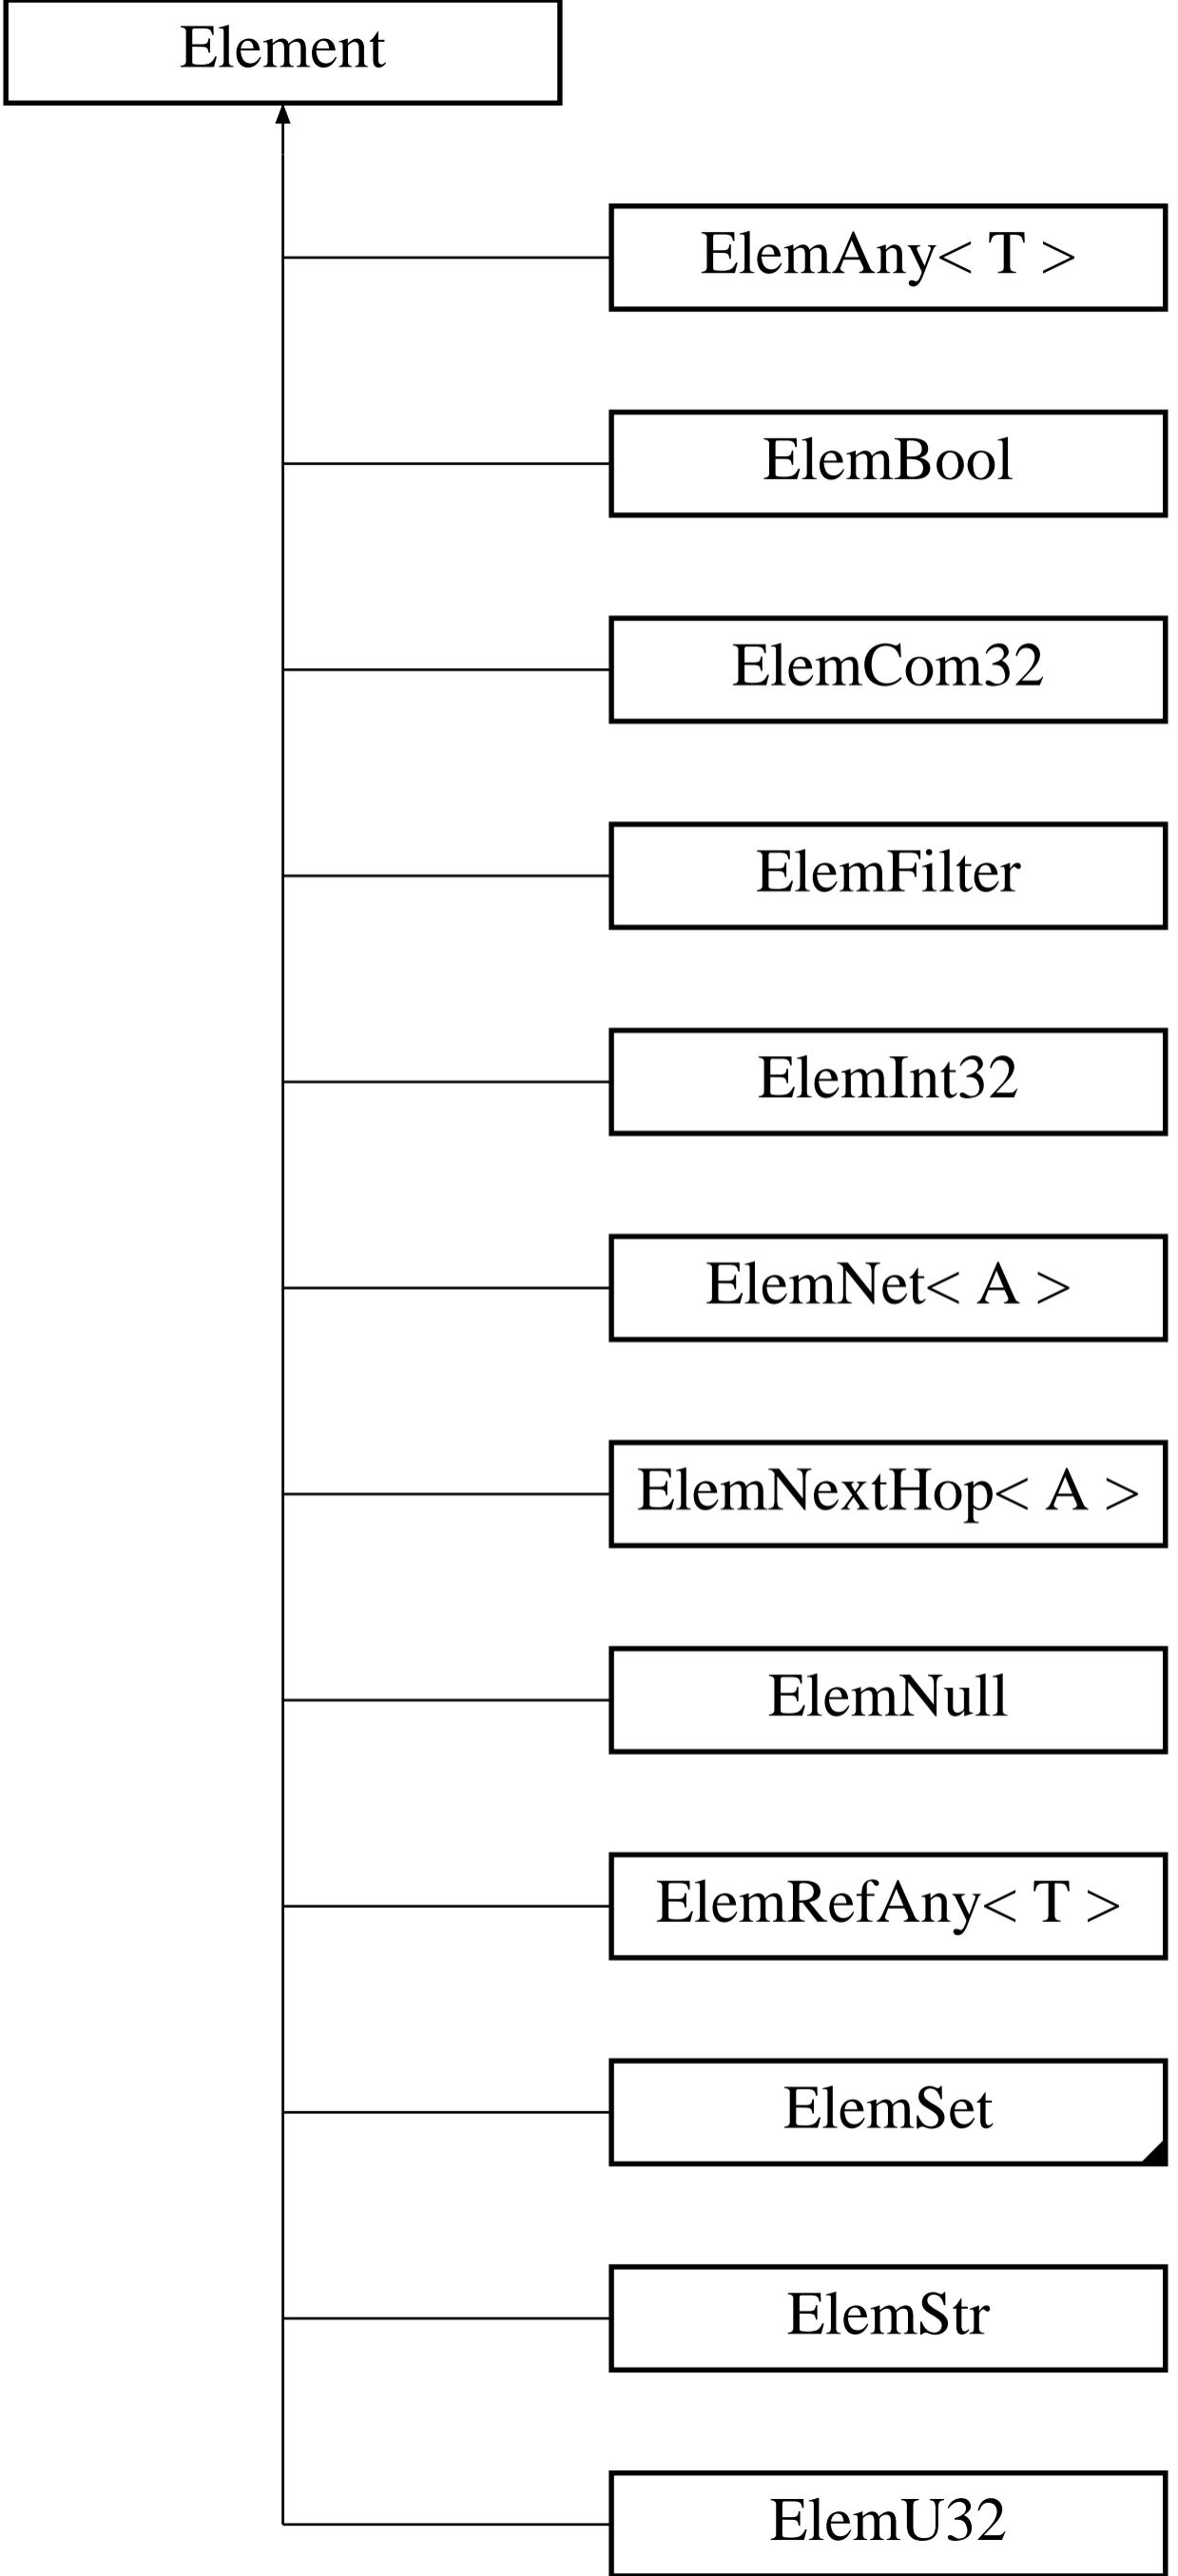 Element
ElemAny< T >
ElemBool
ElemCom32
ElemFilter
ElemInt32
ElemNet< A >
ElemNextHop< A >
ElemNull
ElemRefAny< T >
ElemSet
ElemStr
ElemU32